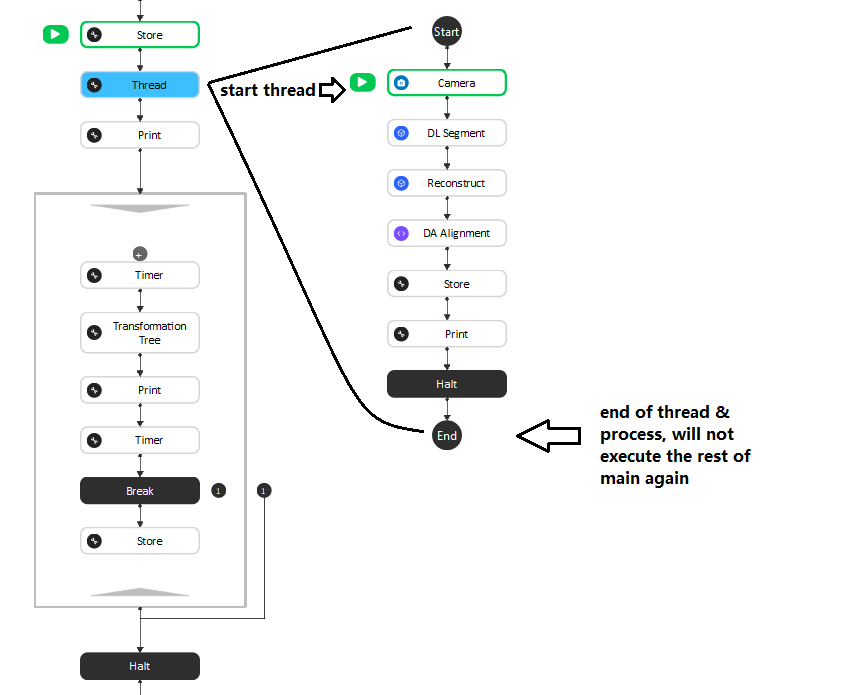 Store
Thread
Print
Timer
Transformation
Tree
Print
Timer
Break
1
1
Store
Halt
start thread
Start
Camera
DL Segment
Reconstruct
DA Alignment
Store
Print
Halt
End
end of thread &
process, will not
execute the rest of
main again